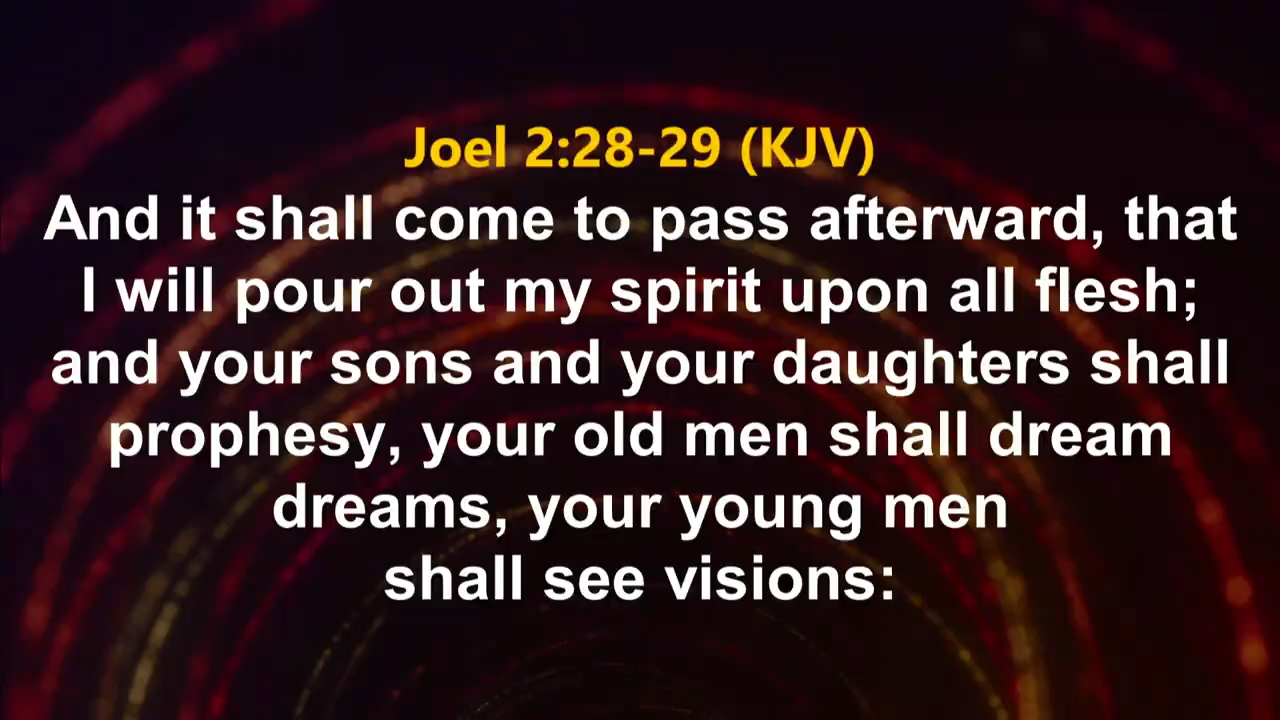 Joel 2:28-29 (KJV)
And it shall come to pass afterward, that
I will pour out my spirit upon all flesh;
and your sons and your daughters shall
prophesy, your old men shall dream
dreams, your young men
shall see visions: